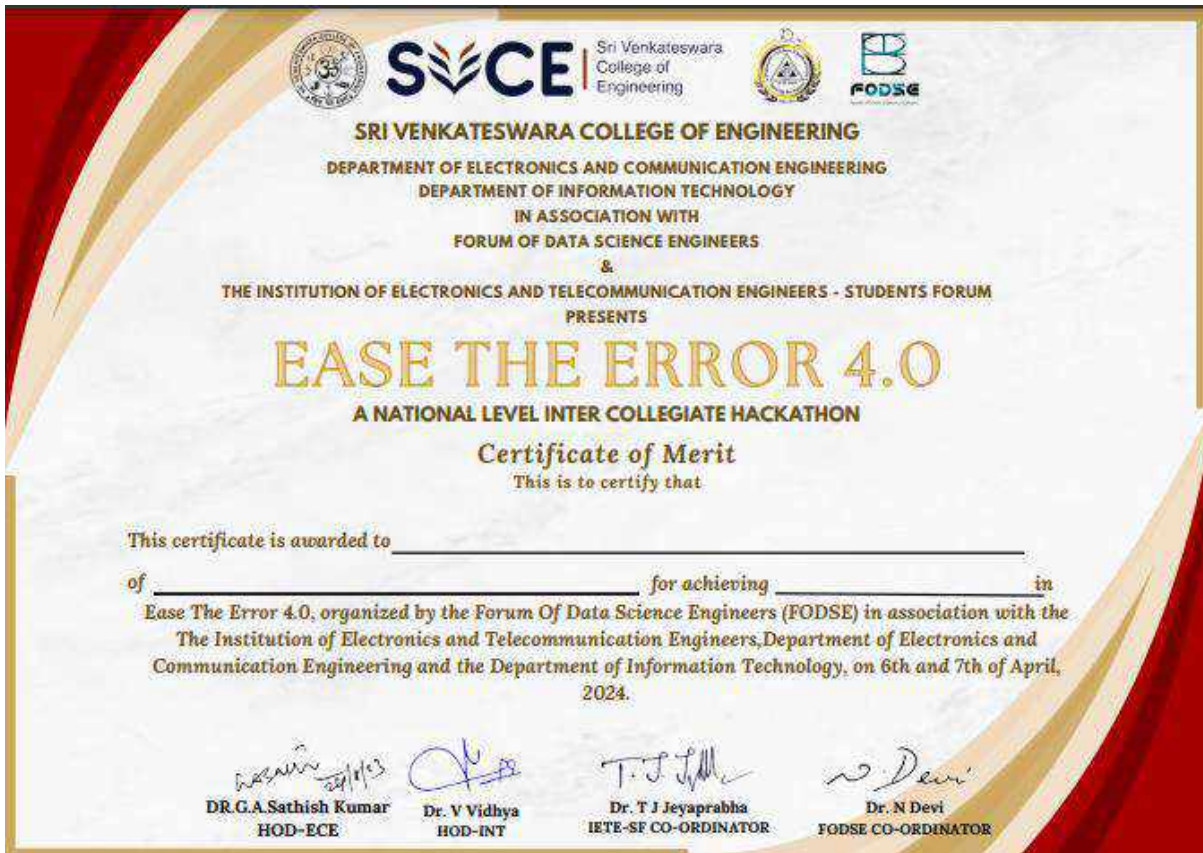 SVCE
Sri Venkateswara
College of
Engineering
FODSE
SRI VENKATESWARA COLLEGE OF ENGINEERING
DEPARTMENT OF ELECTRONICS AND COMMUNICATION ENGINEERING
DEPARTMENT OF INFORMATION TECHNOLOGY
IN ASSOCIATION WITH
FORUM OF DATA SCIENCE ENGINEERS
&
THE INSTITUTION OF ELECTRONICS AND TELECOMMUNICATION ENGINEERS - STUDENTS FORUM
PRESENTS
EASE THE ERROR 4.0
A NATIONAL LEVEL INTER COLLEGIATE HACKATHON
Certificate of Merit
This is to certify that
This certificate is awarded to
of for achieving in
Ease The Error 4.0, organized by the Forum Of Data Science Engineers (FODSE) in association with the
The Institution of Electronics and Telecommunication Engineers,Department of Electronics and
Communication Engineering and the Department of Information Technology, on 6th and 7th of April,
2024.
N. Devi
DR.G.A.Sathish Kumar Dr. V Vidhya Dr. T J Jeyaprabha Dr. N Devi
HOD-ECE HOD-INT IETE-SF CO-ORDINATOR FODSE CO-ORDINATOR